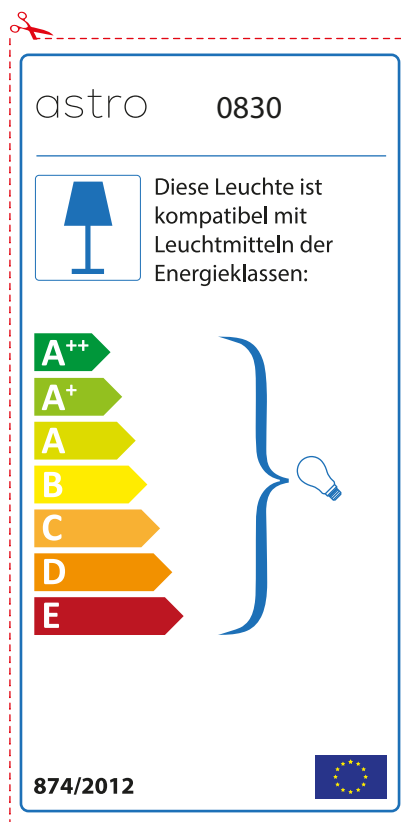 astro 0830
Diese Leuchte ist
kompatibel mit
Leuchtmitteln der
Energieklassen:
A++
A+
A
B
C
D
E
874/2012